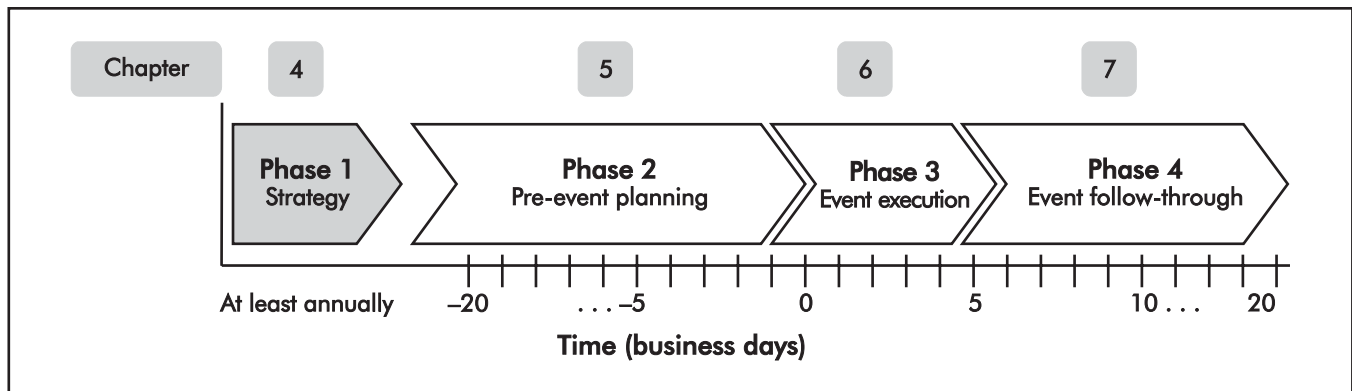 Chapter 4 5 6 7
Phase 1
Strategy
Phase 2
Pre-event planning
Phase 3
Event execution
Phase 4
Event follow-through
At least annually –20 . . . –5 0 5 10 . . . 20
Time (business days)